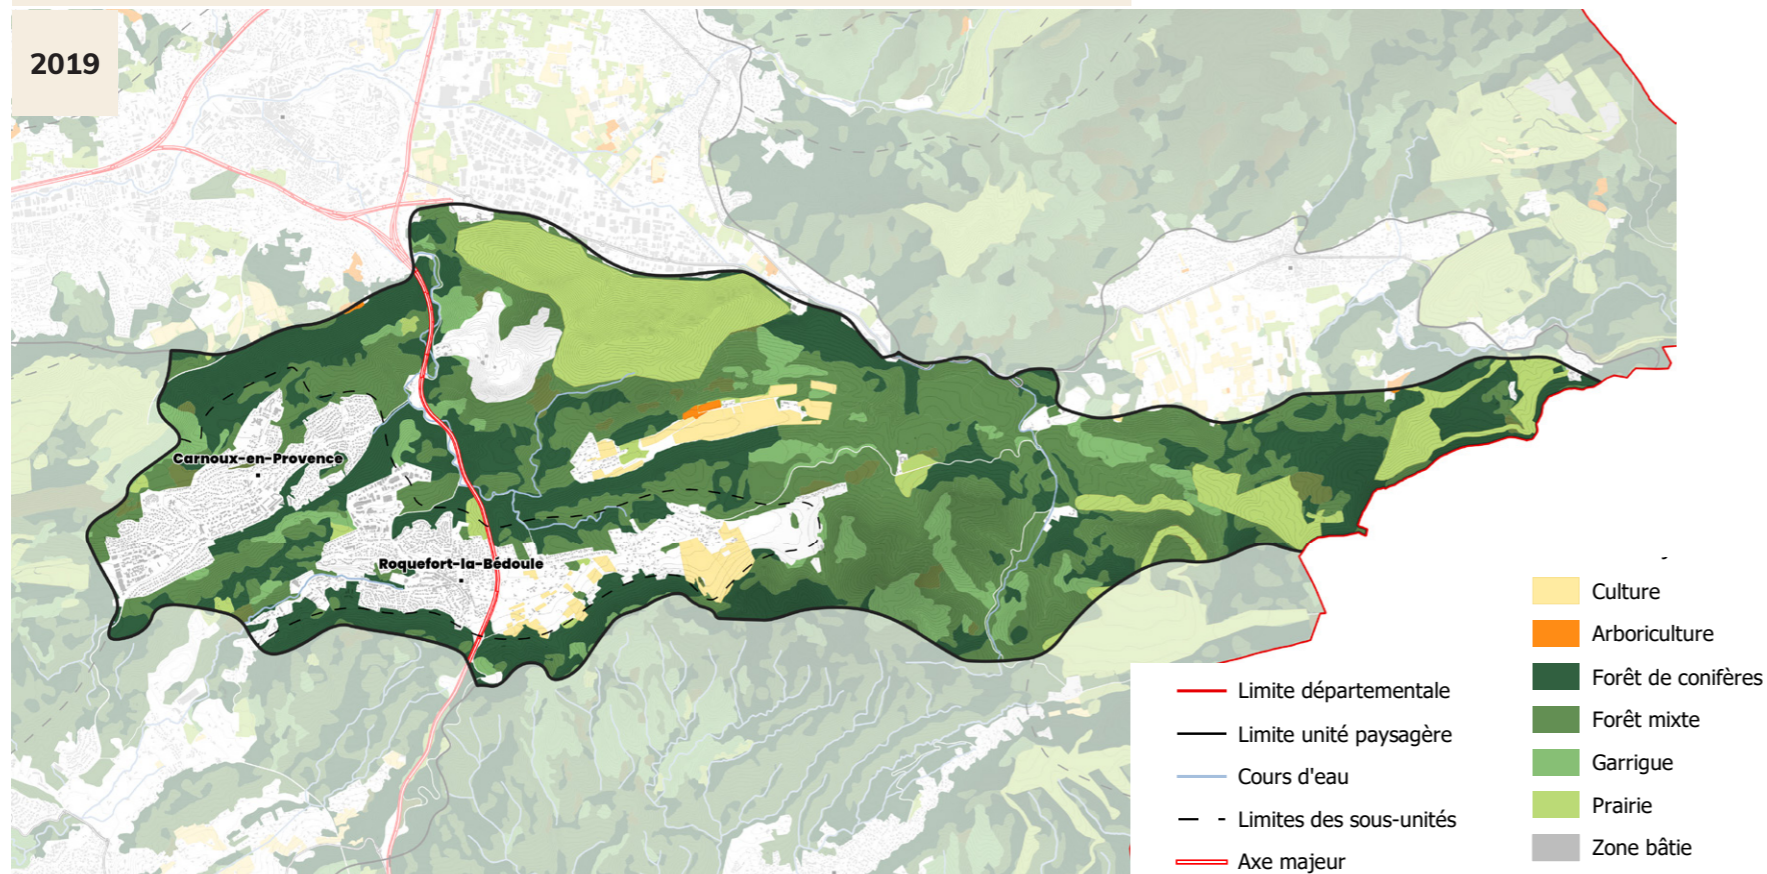 2019
Carnoux-en-Provence
Roquefort-la-Bédoule
Limite départementale
Limite unité paysagère
Cours d'eau
Limites des sous-unités
Axe majeur
Culture
Arboriculture
Forêt de conifères
Forêt mixte
Garrigue
Prairie
Zone bâtie